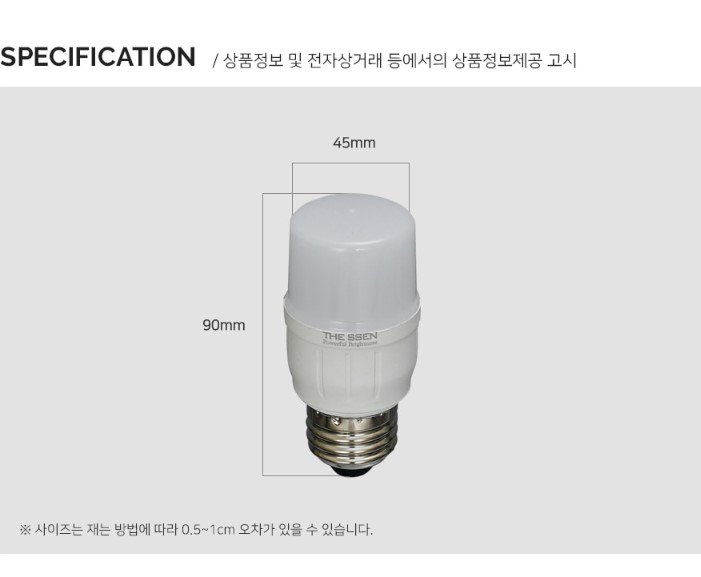 SPECIFICATION / 상품정보 및 전자상거래 등에서의 상품정보제공 고시
45mm
90mm
THE SSEN
Powerful Brightness
※ 사이즈는 재는 방법에 따라 0.5~1cm 오차가 있을 수 있습니다.